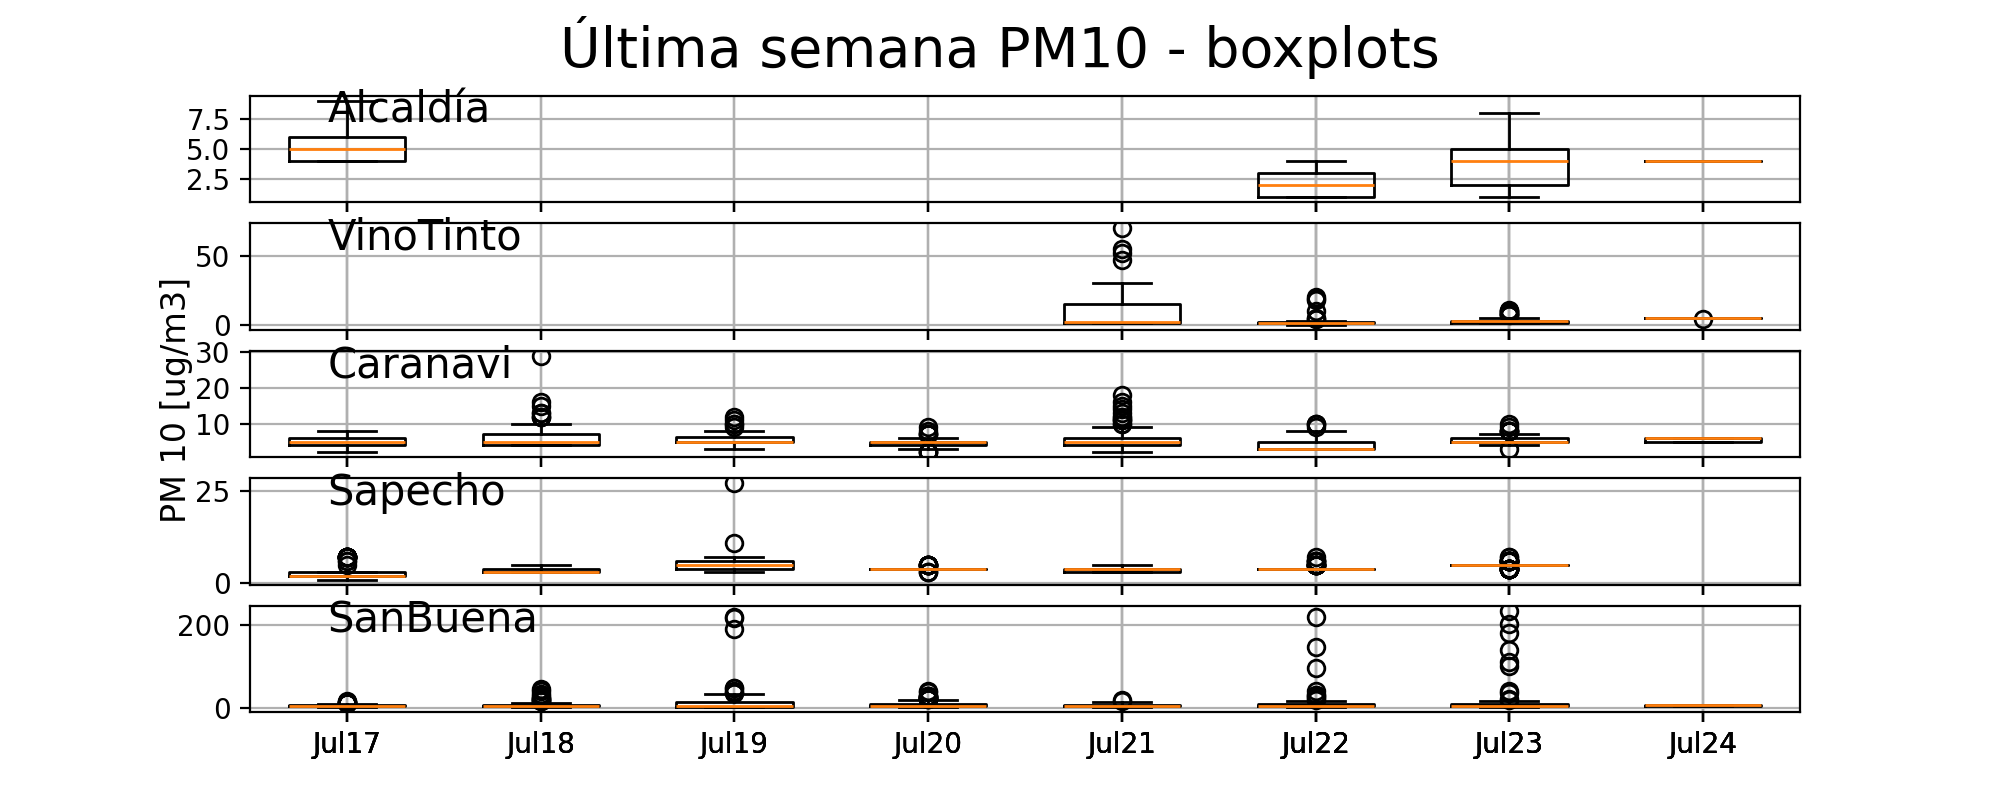 Última semana PM10 - boxplots
Alcaldía
7.5
5.0
2.5
VinoTinto
50
0
PM 10 [ug/m3]
Caranavi
30
20
10
Sapecho
25
0
SanBuena
200
0
Jul17 Jul18 Jul19 Jul20 Jul21 Jul22 Jul23 Jul24